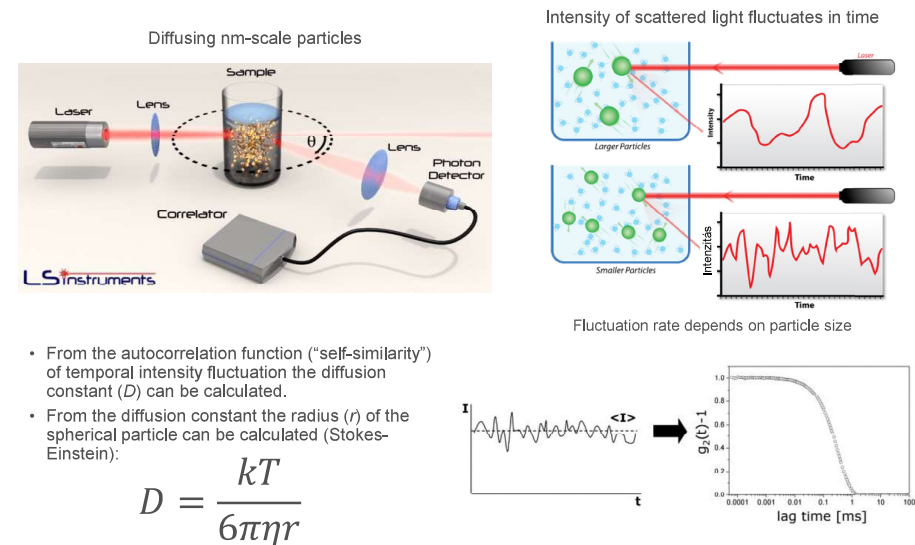 Diffusing nm-scale particles
Sample
Laser
Lens
θ
Lens
Photon
Detector
Correlator
LSinstruments
Intensity of scattered light fluctuates in time
Laser
Larger Particles
Intensity
Time
Smaller Particles
Intenzitás
Time
Fluctuation rate depends on particle size
• From the autocorrelation function (“self-similarity”)
of temporal intensity fluctuation the diffusion
constant (D) can be calculated.
• From the diffusion constant the radius (r) of the
spherical particle can be calculated (Stokes-
Einstein):
D = kT / 6πηr
I
<I>
t
g₂(t)-1
1.0
0.8
0.6
0.4
0.2
0.0
0.0001 0.001 0.01 0.1 1 10 100
lag time [ms]